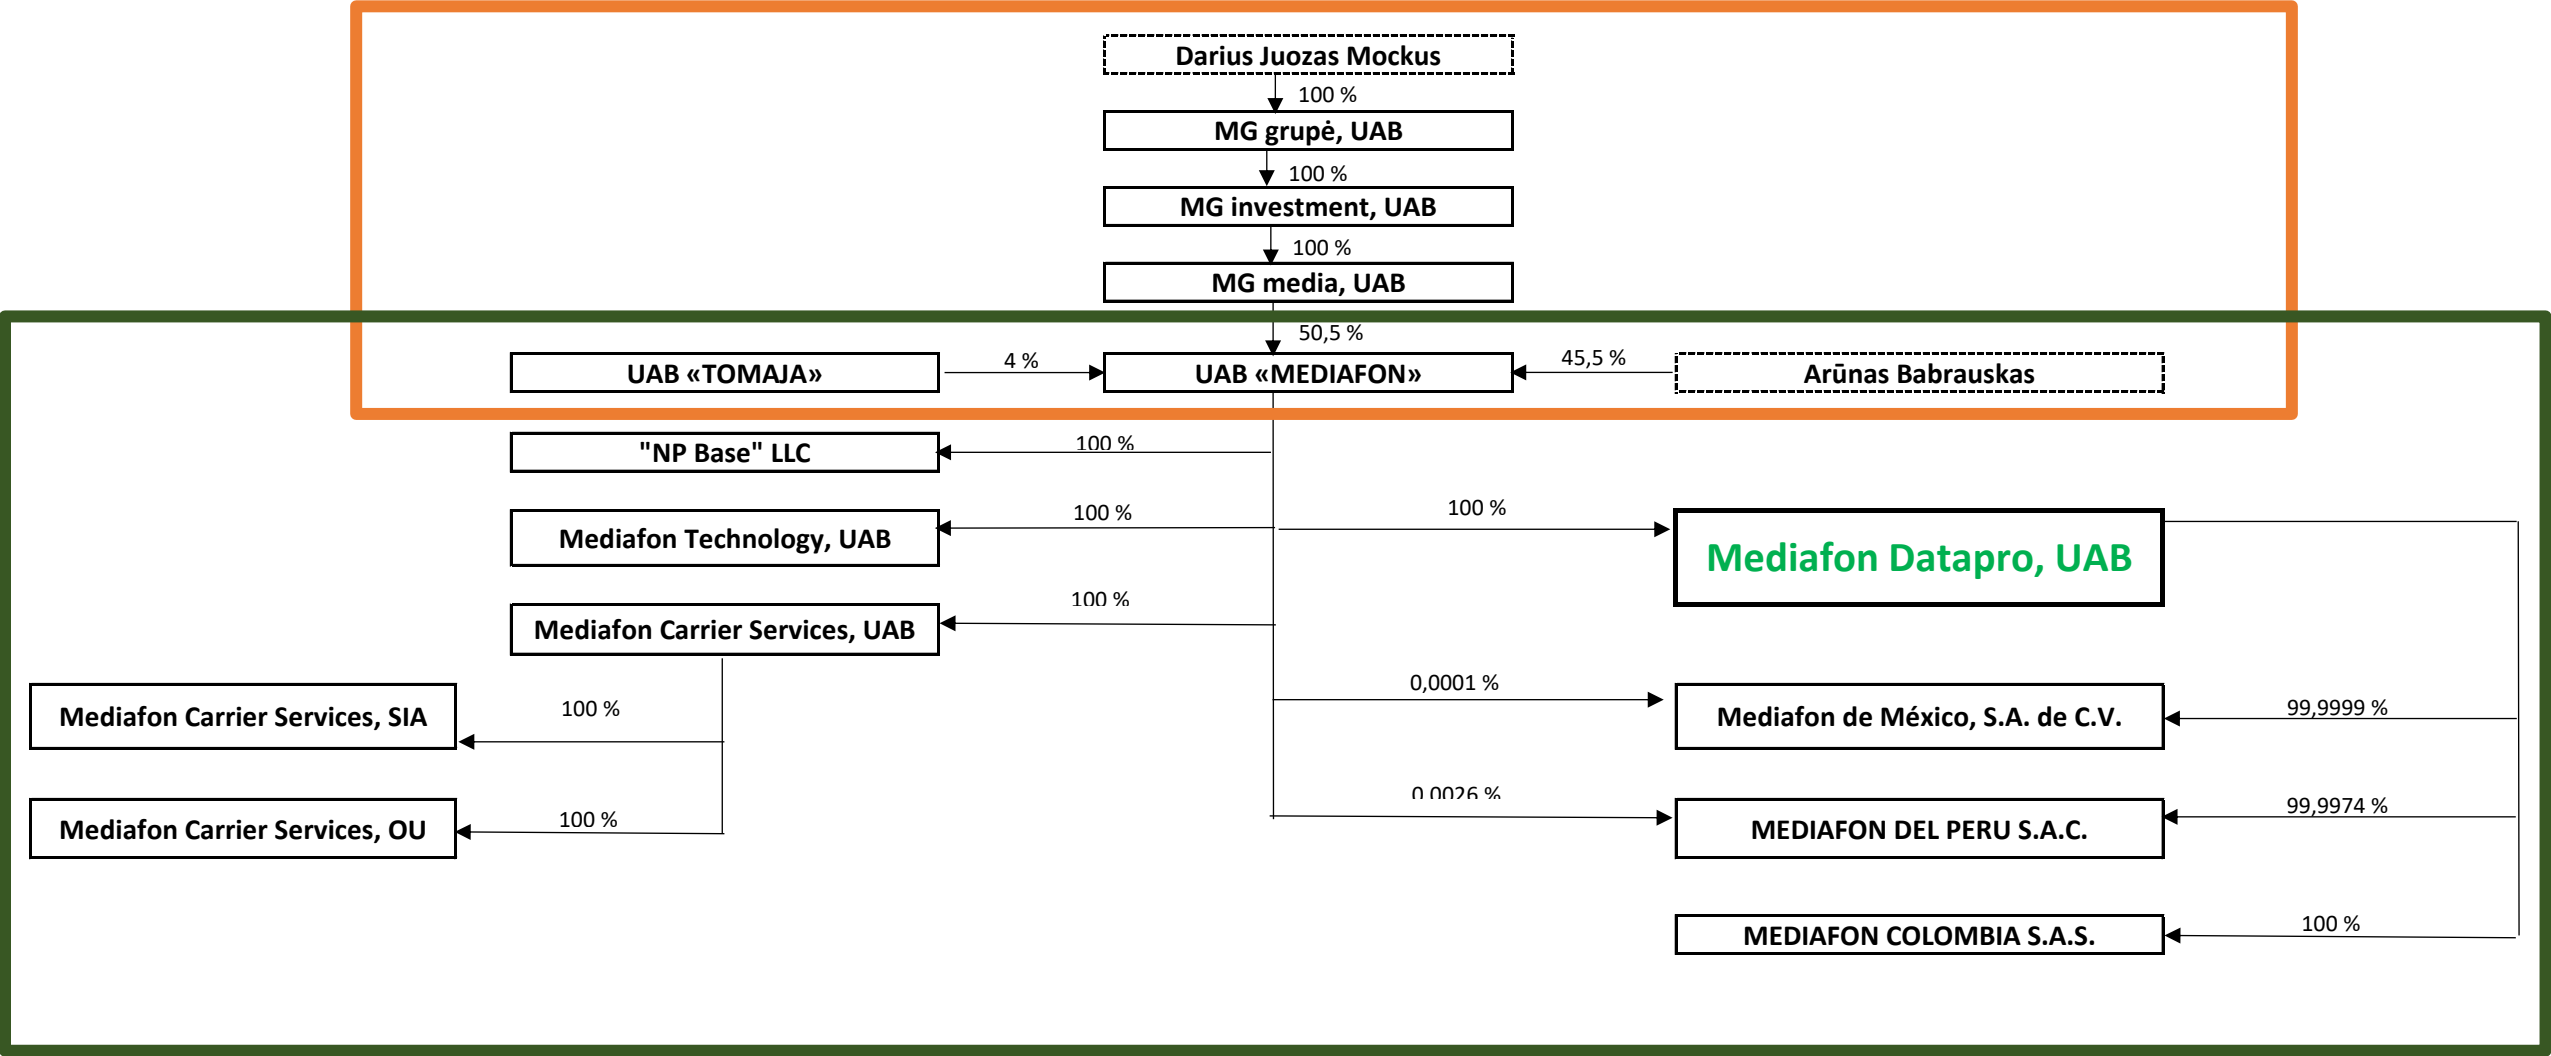 Darius Juozas Mockus
100 %
MG grupė, UAB
100 %
MG investment, UAB
100 %
MG media, UAB
50,5 %
UAB «TOMAJA»
4 %
UAB «MEDIAFON»
45,5 %
Arūnas Babrauskas
"NP Base" LLC
100 %
Mediafon Technology, UAB
100 %
100 %
Mediafon Datapro, UAB
Mediafon Carrier Services, UAB
100 %
Mediafon Carrier Services, SIA
100 %
0,0001 %
Mediafon de México, S.A. de C.V.
99,9999 %
Mediafon Carrier Services, OU
100 %
0,0026 %
MEDIAFON DEL PERU S.A.C.
99,9974 %
MEDIAFON COLOMBIA S.A.S.
100 %